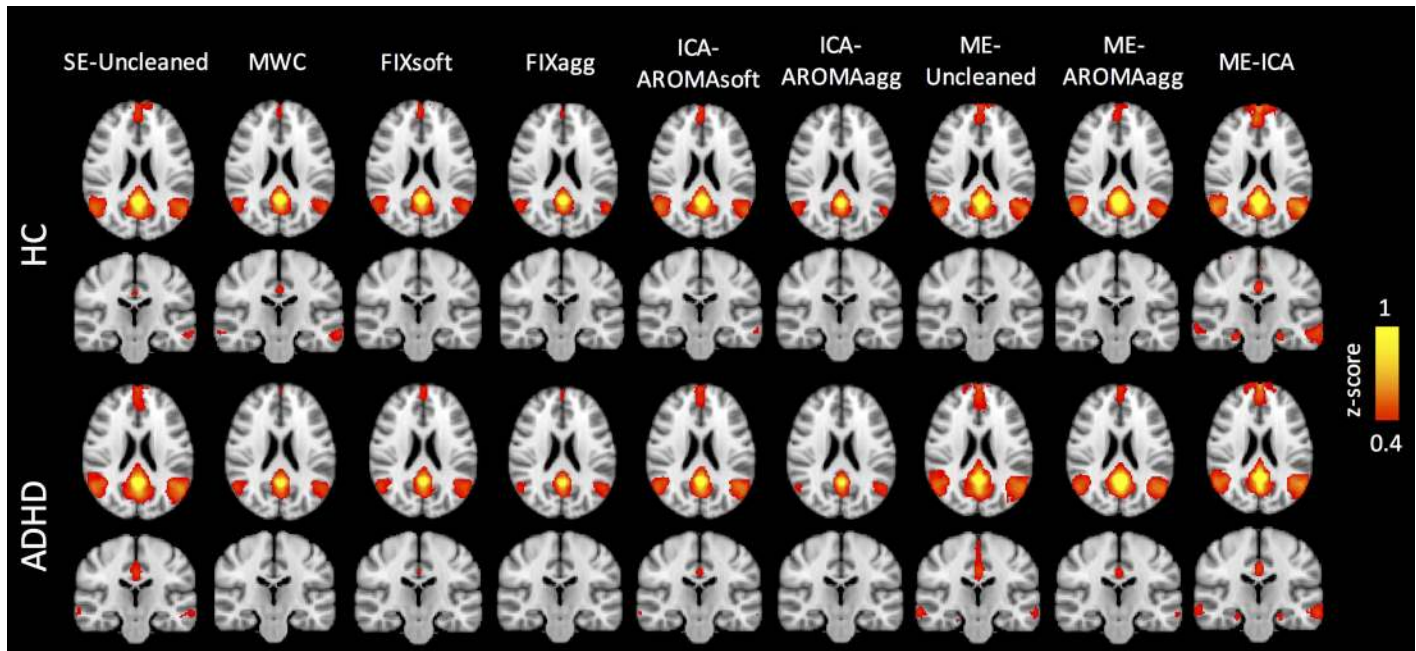 SE-Uncleaned
MWC
FIXsoft
FIXagg
ICA-
AROMAsoft
ICA-
AROMAagg
ME-
Uncleaned
ME-
AROMAagg
ME-ICA
HC
ADHD
1
z-score
0.4